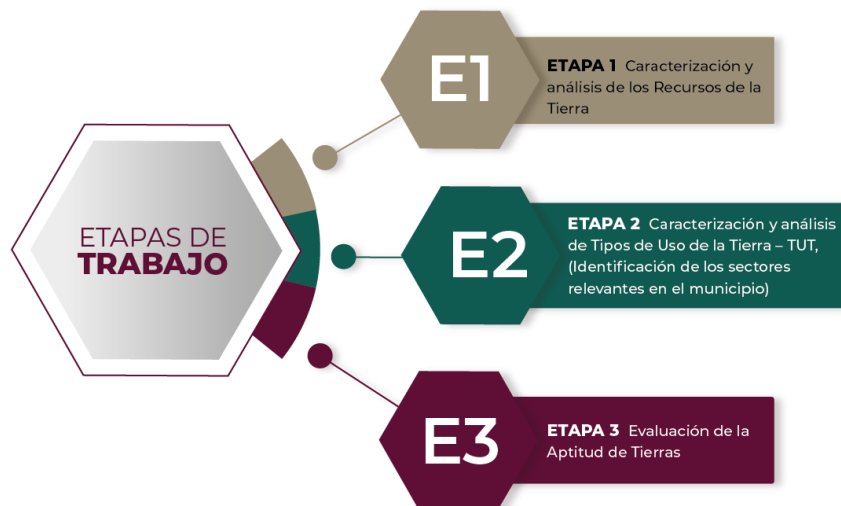 ETAPAS DE
TRABAJO
E1
ETAPA 1 Caracterización y
análisis de los Recursos de la
Tierra
E2
ETAPA 2 Caracterización y análisis
de Tipos de Uso de la Tierra – TUT,
(Identificación de los sectores
relevantes en el municipio)
E3
ETAPA 3 Evaluación de la
Aptitud de Tierras